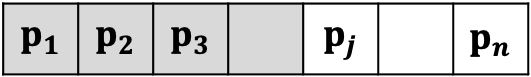 p₁ p₂ p₃ pⱼ pₙ